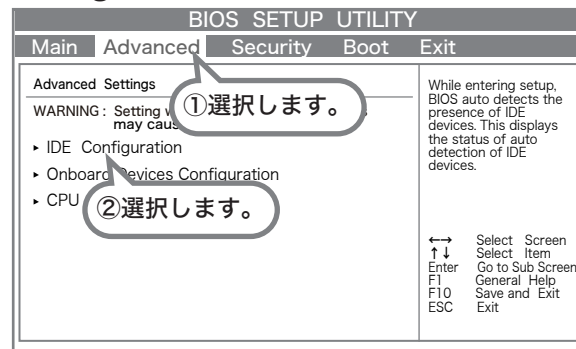 BIOS SETUP UTILITY
Main Advanced Security Boot Exit
Advanced Settings
WARNING : Setting
may
①選択します。
▸ IDE Configuration
▸ Onboard Devices Configuration
▸ CPU
②選択します。
While entering setup,
BIOS auto detects the
presence of IDE
devices. This displays
the status of auto
detection of IDE
devices.
←→ Select Screen
↑↓ Select Item
Enter Go to Sub Screen
F1 General Help
F10 Save and Exit
ESC Exit